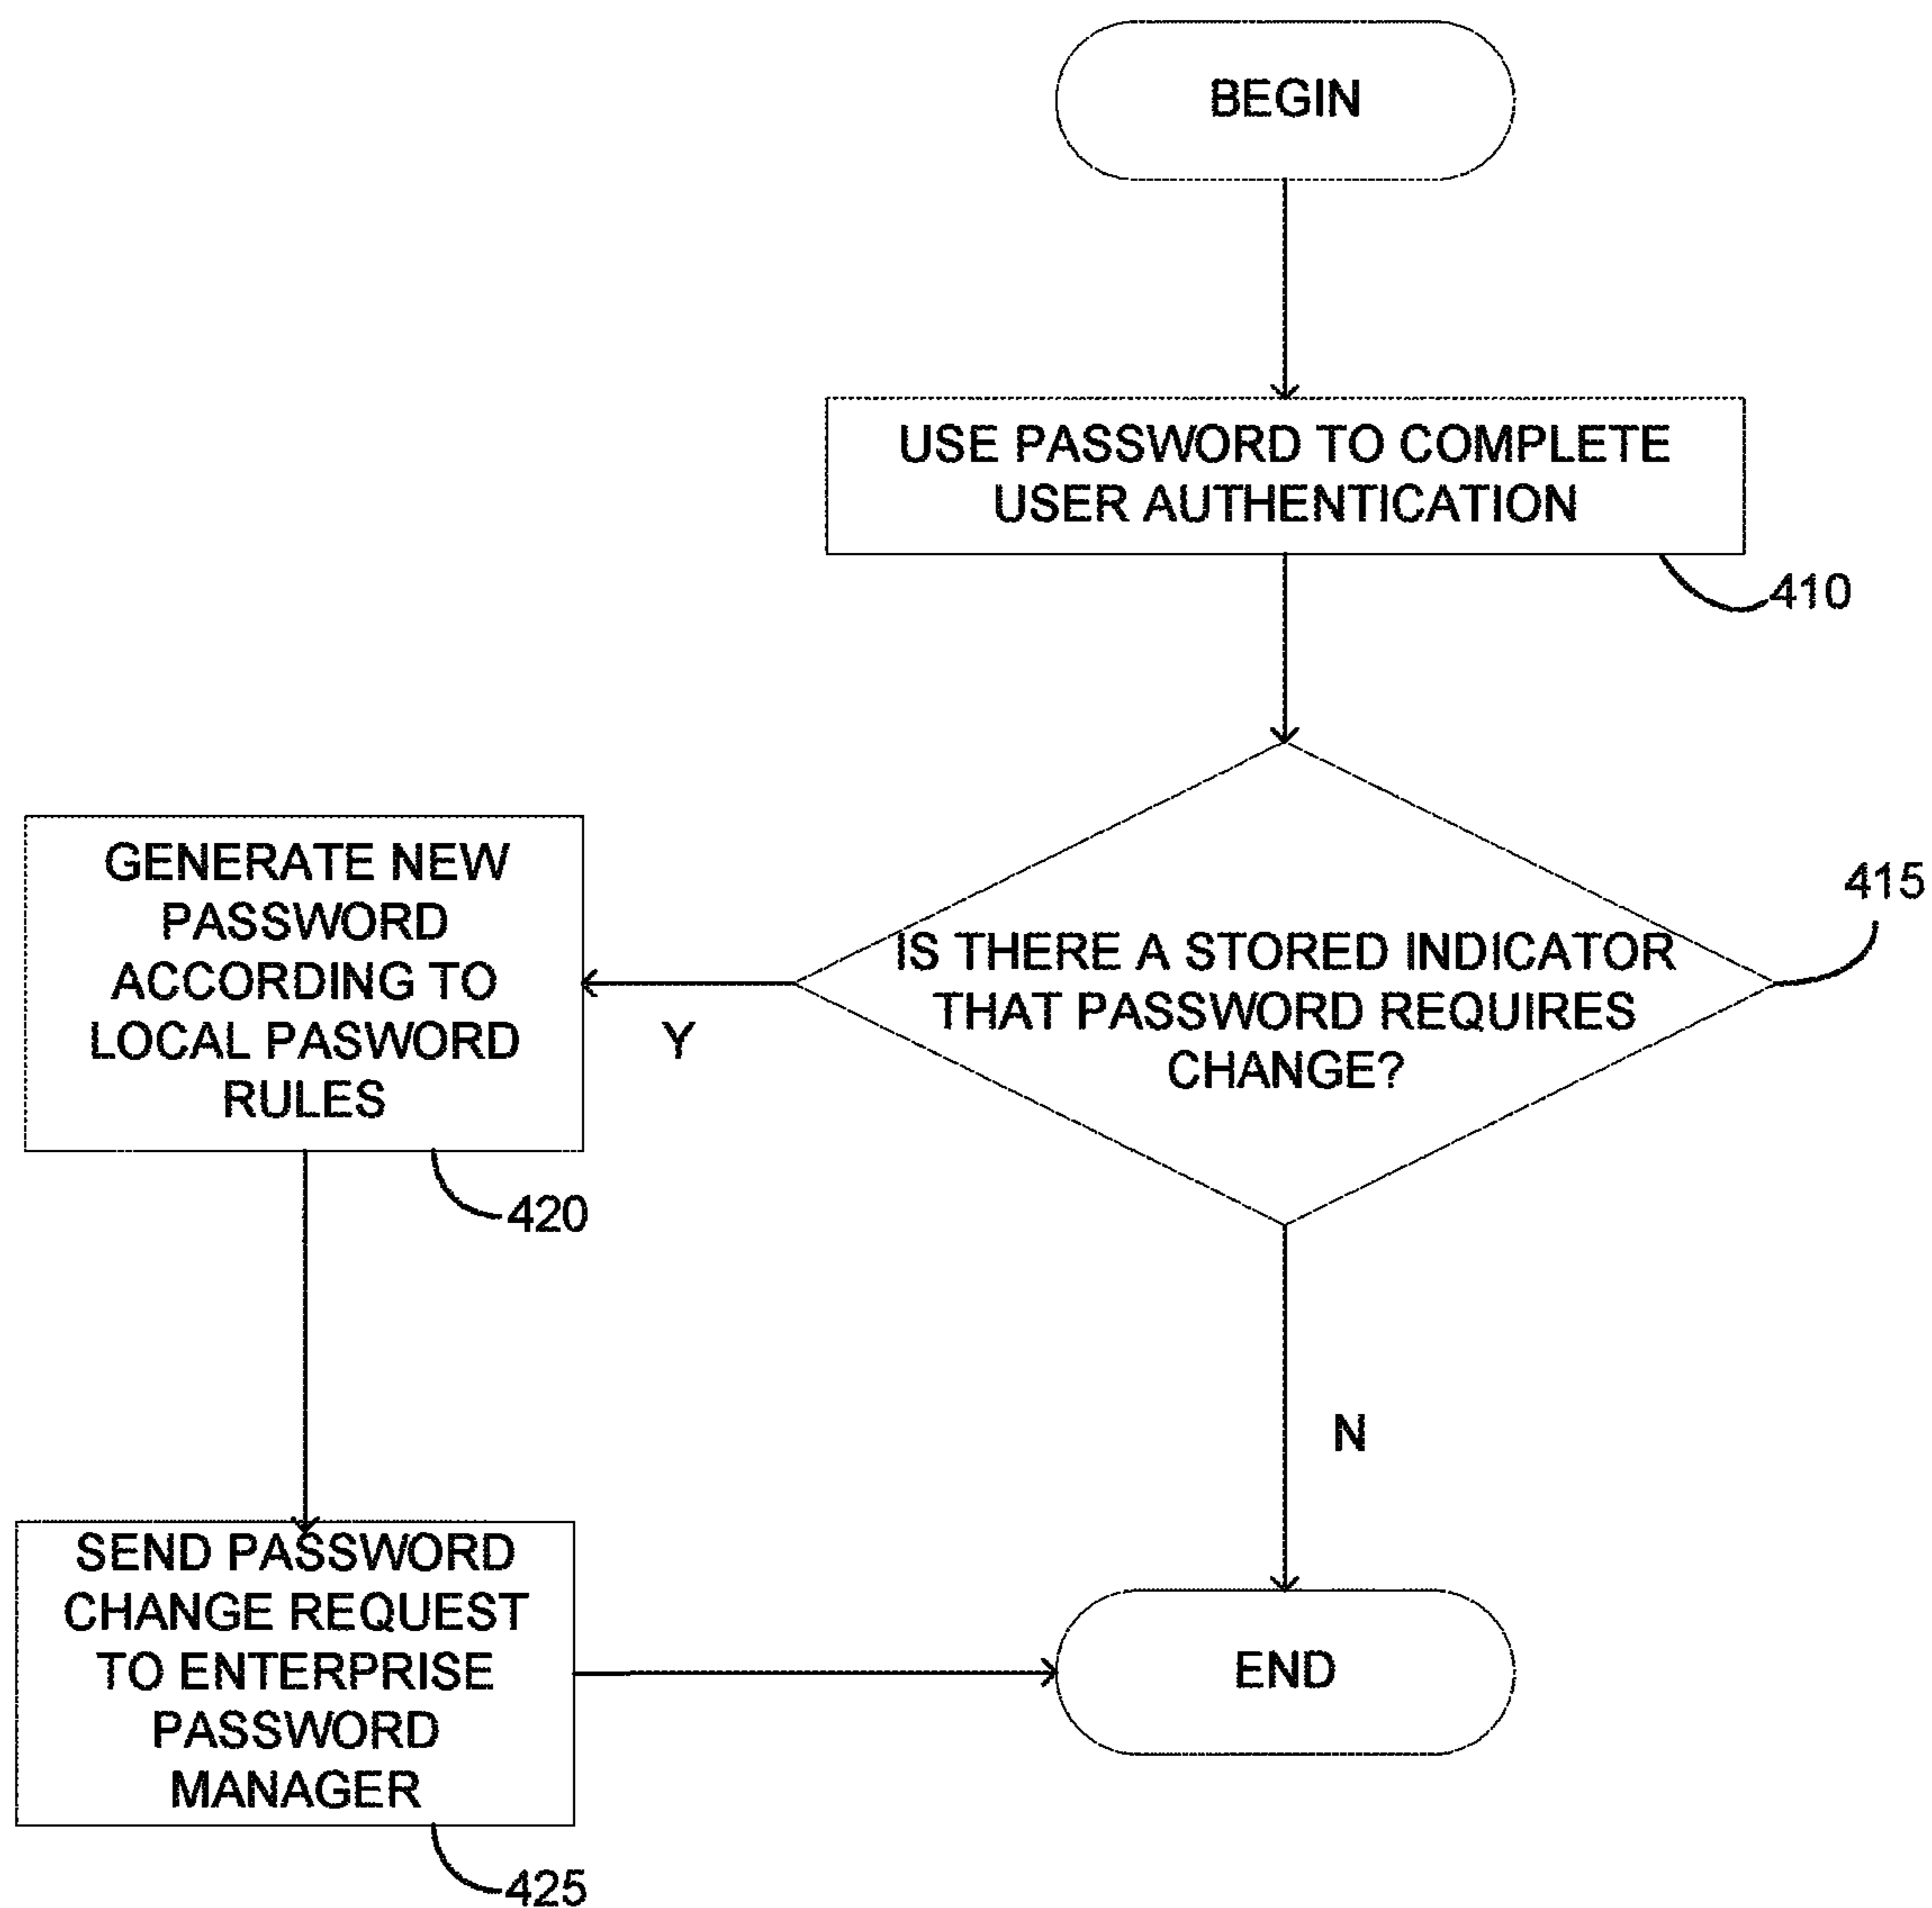 BEGIN
USE PASSWORD TO COMPLETE
USER AUTHENTICATION
410
IS THERE A STORED INDICATOR
THAT PASSWORD REQUIRES
CHANGE?
415
Y
GENERATE NEW
PASSWORD
ACCORDING TO
LOCAL PASWORD
RULES
420
N
SEND PASSWORD
CHANGE REQUEST
TO ENTERPRISE
PASSWORD
MANAGER
425
END